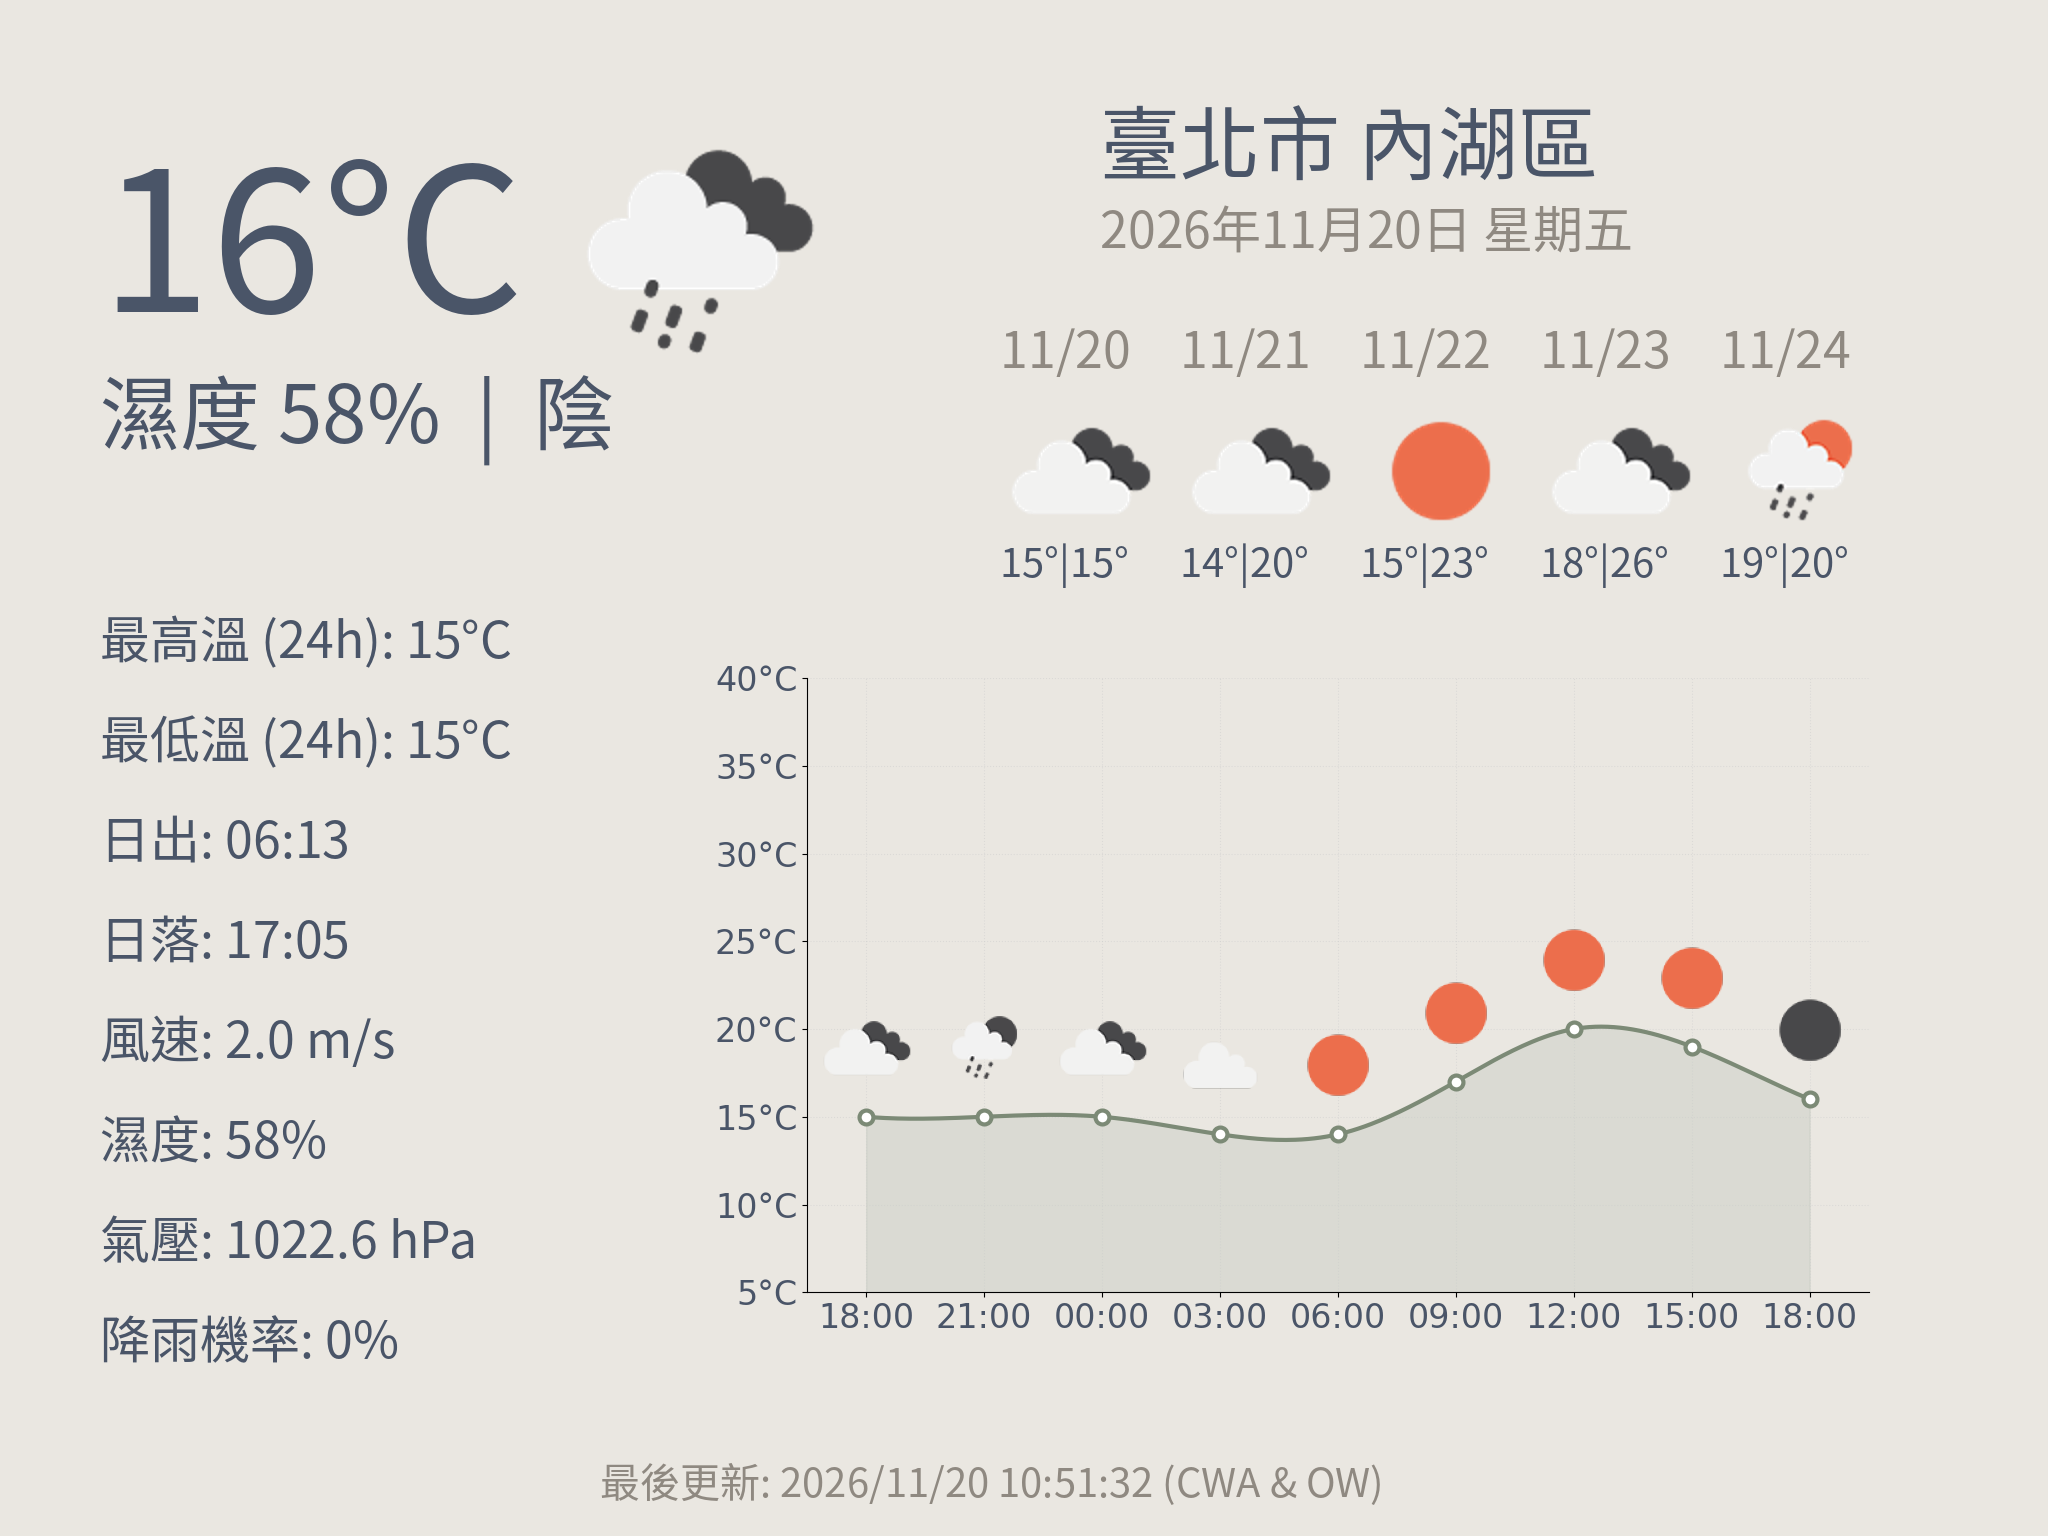 16°C
濕度 58% | 陰
臺北市 內湖區
2026年11月20日 星期五
11/20 11/21 11/22 11/23 11/24
15°|15° 14°|20° 15°|23° 18°|26° 19°|20°
最高溫 (24h): 15°C
最低溫 (24h): 15°C
日出: 06:13
日落: 17:05
風速: 2.0 m/s
濕度: 58%
氣壓: 1022.6 hPa
降雨機率: 0%
40°C
35°C
30°C
25°C
20°C
15°C
10°C
5°C
18:00 21:00 00:00 03:00 06:00 09:00 12:00 15:00 18:00
最後更新: 2026/11/20 10:51:32 (CWA & OW)